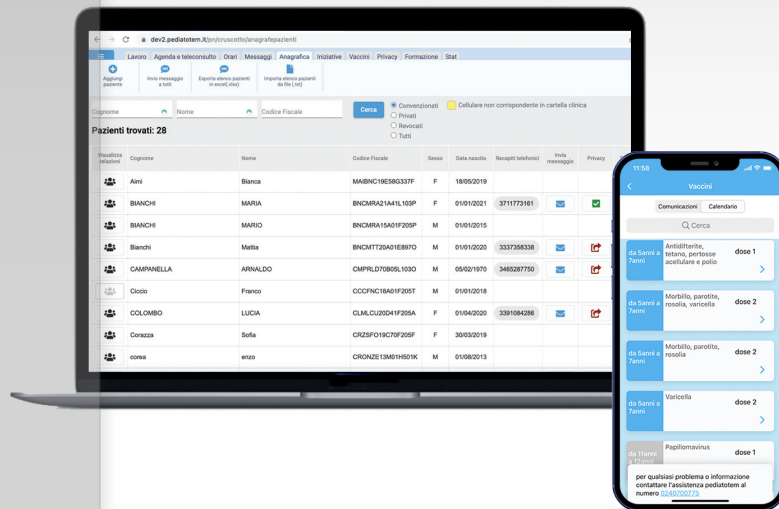 dev2.pediatotem.it/pn/cruscotto/anagrafepazienti
Lavoro Agenda e teleconsulto Orari Messaggi Anagrafica Iniziative Vaccini Privacy Formazione Stat
Aggiungi paziente
Invio messaggio a tutti
Esporta elenco pazienti in excel(.xlsx)
Importa elenco pazienti da file (.txt)
Cognome Nome Codice Fiscale Cerca
Convenzionati
Privati
Revocati
Tutti
Cellulare non corrispondente in cartella clinica
Pazienti trovati: 28
Visualizza relazioni Cognome Nome Codice Fiscale Sesso Data nascita Recapiti telefonici Invia messaggio Privacy
Aimi Bianca MAIBNC19E58G337F F 18/05/2019
BIANCHI MARIA BNCMRA21A41L103P F 01/01/2021 3711773161
BIANCHI MARIO BNCMRA15A01F205P M 01/01/2015
Bianchi Mattia BNCMTT20A01E897O M 01/01/2020 3337358338
CAMPANELLA ARNALDO CMPRLD70B05L103O M 05/02/1970 3465287750
Ciccio Franco CCCFNC18A01F205T M 01/01/2018
COLOMBO LUCIA CLMLCU20D41F205A F 01/04/2020 3391084286
Corazza Sofia CRZSFO19C70F205F F 30/03/2019
corea enzo CRONZE13M01H501K M 01/08/2013
11:58
Vaccini
Comunicazioni Calendario
Cerca
da 5anni a 7anni
Antidifterite, tetano, pertosse acellulare e polio
dose 1
da 5anni a 7anni
Morbillo, parotite, rosolia, varicella
dose 2
da 5anni a 7anni
Morbillo, parotite, rosolia
dose 2
da 5anni a 7anni
Varicella
dose 2
da 11anni a 12anni
Papillomavirus
dose 1
per qualsiasi problema o informazione
contattare l'assistenza pediatotem al
numero 0240700775